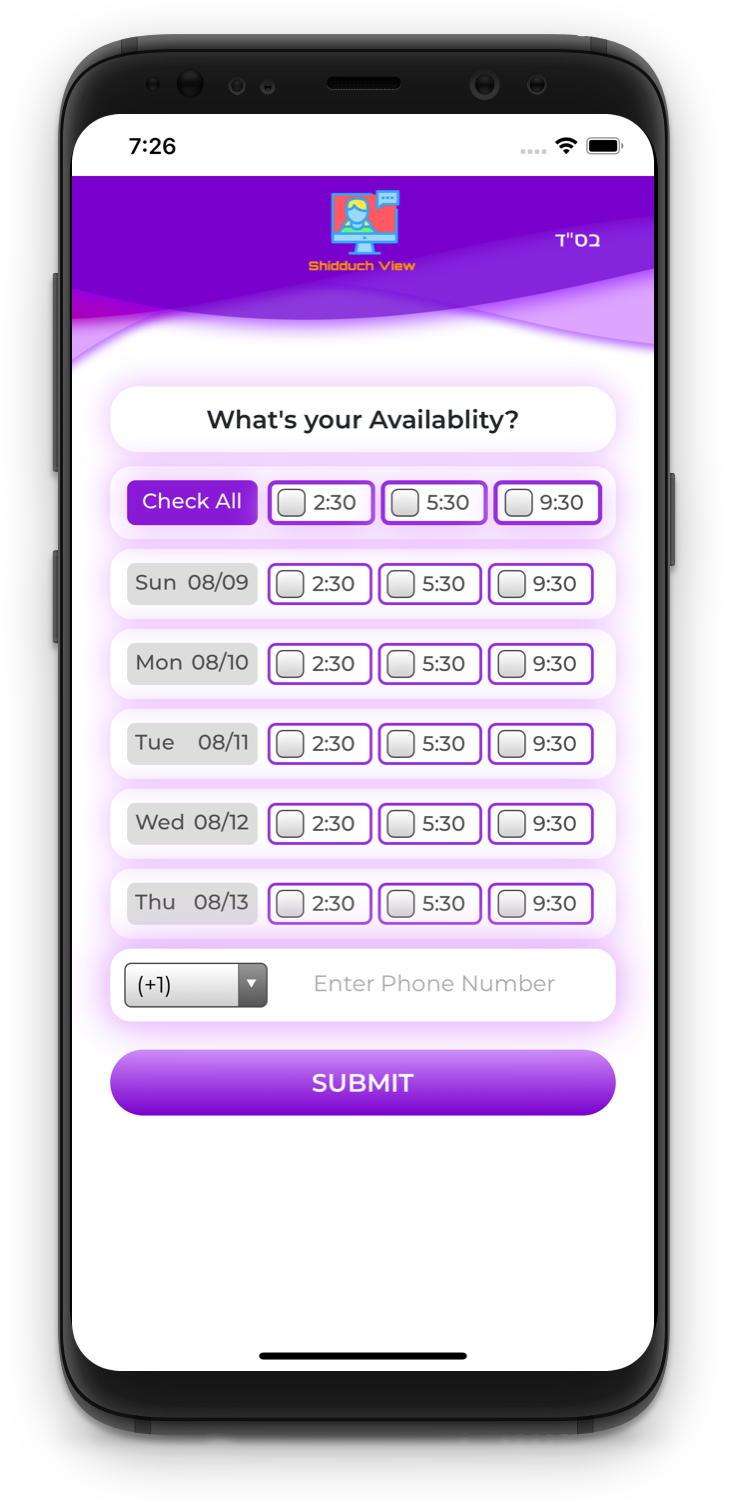 7:26
Shidduch View
בס"ד
What's your Availablity?
Check All 2:30 5:30 9:30
Sun 08/09 2:30 5:30 9:30
Mon 08/10 2:30 5:30 9:30
Tue 08/11 2:30 5:30 9:30
Wed 08/12 2:30 5:30 9:30
Thu 08/13 2:30 5:30 9:30
(+1) Enter Phone Number
SUBMIT